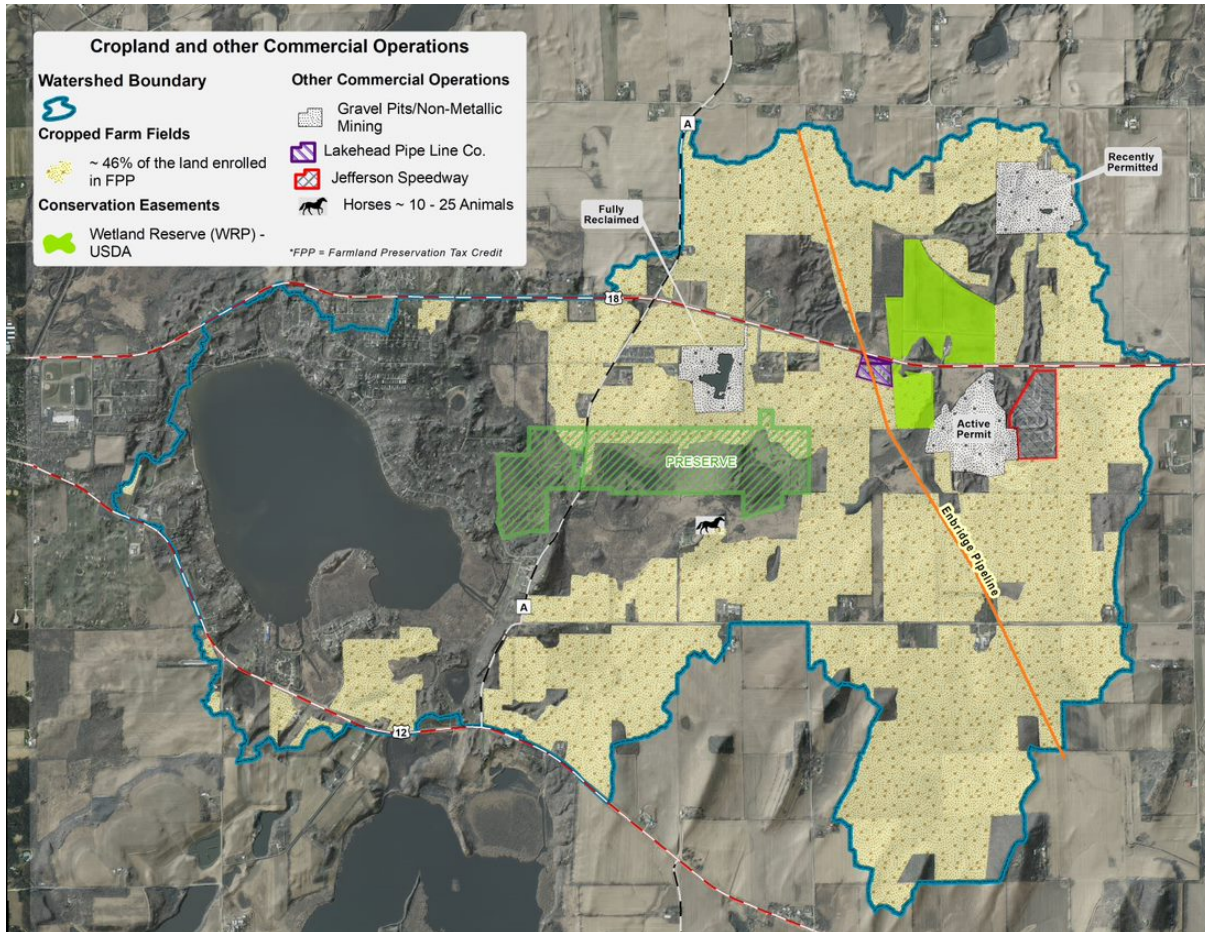 Cropland and other Commercial Operations
Watershed Boundary
Cropped Farm Fields
~ 46% of the land enrolled
in FPP
Conservation Easements
Wetland Reserve (WRP) -
USDA
Other Commercial Operations
Gravel Pits/Non-Metallic
Mining
Lakehead Pipe Line Co.
Jefferson Speedway
Horses ~ 10 - 25 Animals
*FPP = Farmland Preservation Tax Credit
A
Recently
Permitted
Fully
Reclaimed
18
Active
Permit
PRESERVE
Enbridge Pipeline
A
12